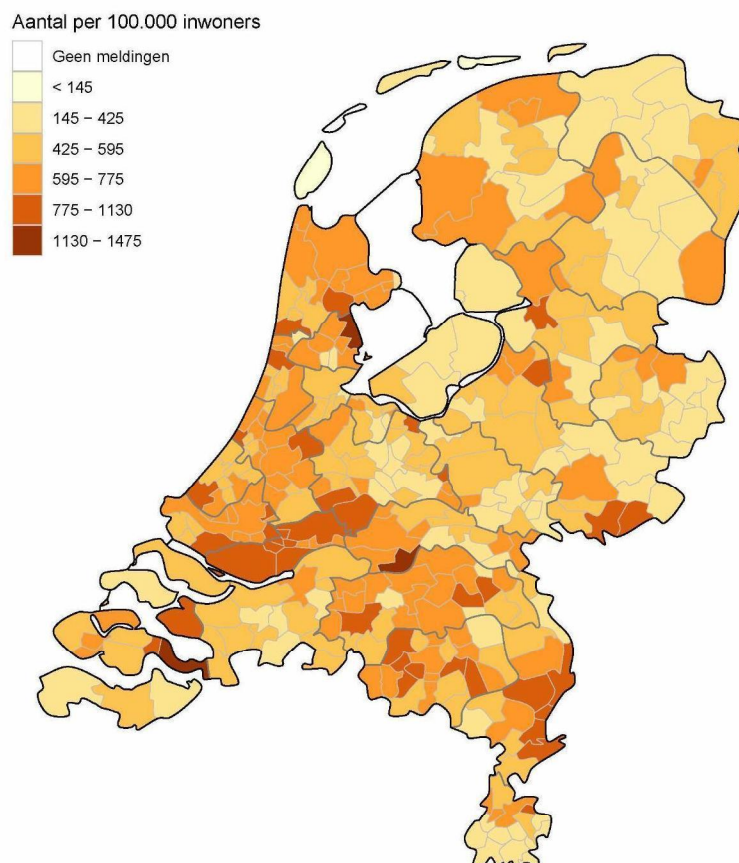 Aantal per 100.000 inwoners
Geen meldingen
< 145
145 − 425
425 − 595
595 − 775
775 − 1130
1130 − 1475